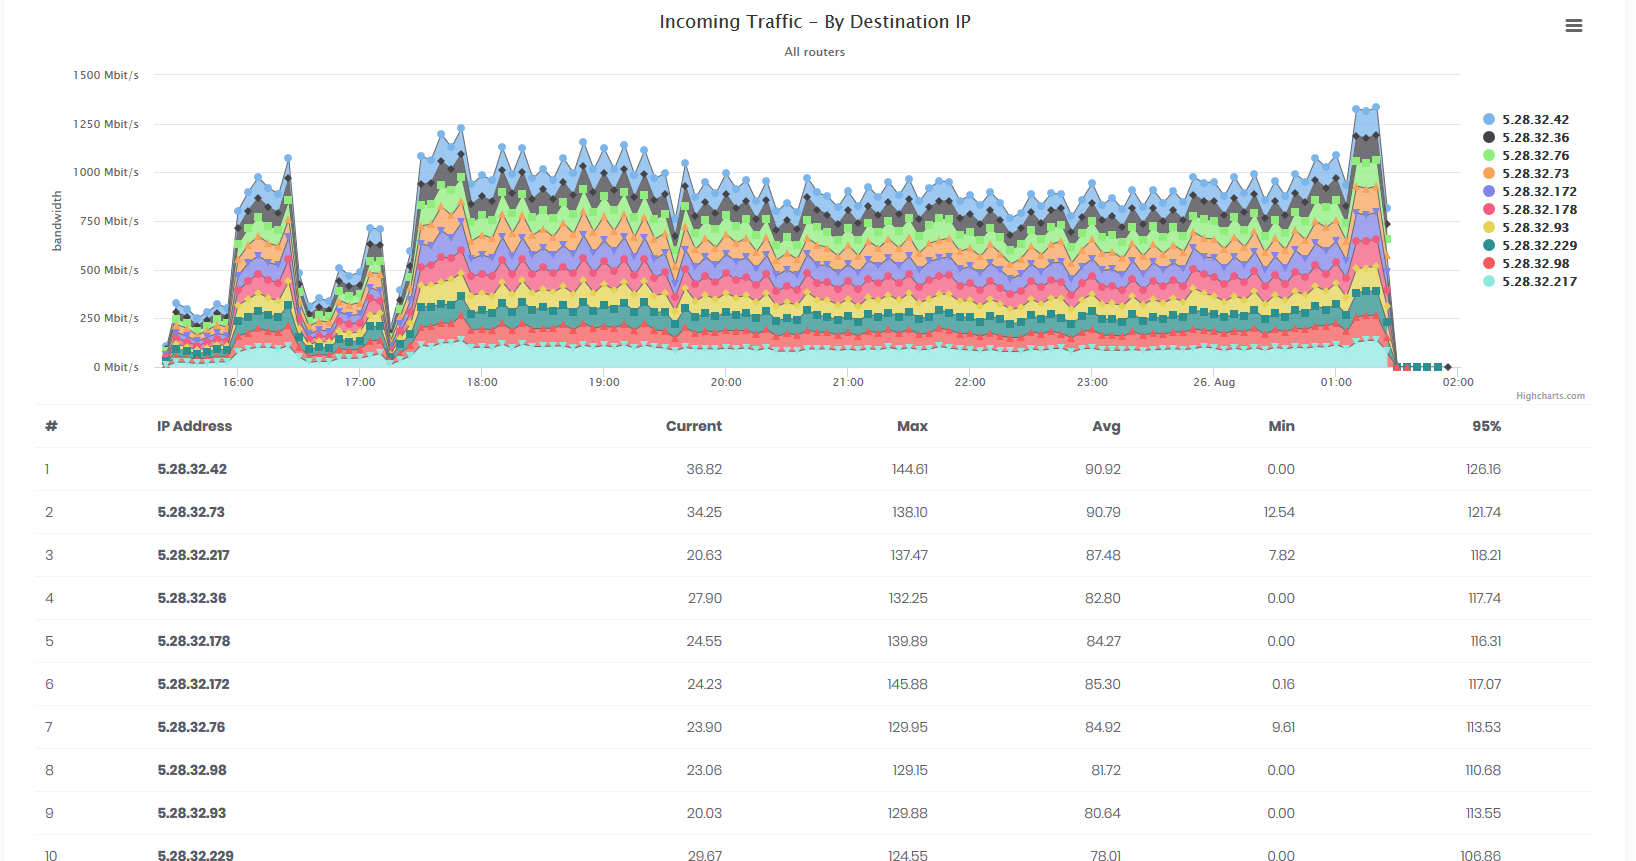 Incoming Traffic - By Destination IP
All routers
1500 Mbit/s
1250 Mbit/s
1000 Mbit/s
750 Mbit/s
500 Mbit/s
250 Mbit/s
0 Mbit/s
bandwidth
16:00 17:00 18:00 19:00 20:00 21:00 22:00 23:00 26. Aug 01:00 02:00
5.28.32.42
5.28.32.36
5.28.32.76
5.28.32.73
5.28.32.172
5.28.32.178
5.28.32.93
5.28.32.229
5.28.32.98
5.28.32.217
Highcharts.com
# IP Address Current Max Avg Min 95%
1 5.28.32.42 36.82 144.61 90.92 0.00 126.16
2 5.28.32.73 34.25 138.10 90.79 12.54 121.74
3 5.28.32.217 20.63 137.47 87.48 7.82 118.21
4 5.28.32.36 27.90 132.25 82.80 0.00 117.74
5 5.28.32.178 24.55 139.89 84.27 0.00 116.31
6 5.28.32.172 24.23 145.88 85.30 0.16 117.07
7 5.28.32.76 23.90 129.95 84.92 9.61 113.53
8 5.28.32.98 23.06 129.15 81.72 0.00 110.68
9 5.28.32.93 20.03 129.88 80.64 0.00 113.55
10 5.28.32.229 29.67 124.55 78.01 0.00 106.86